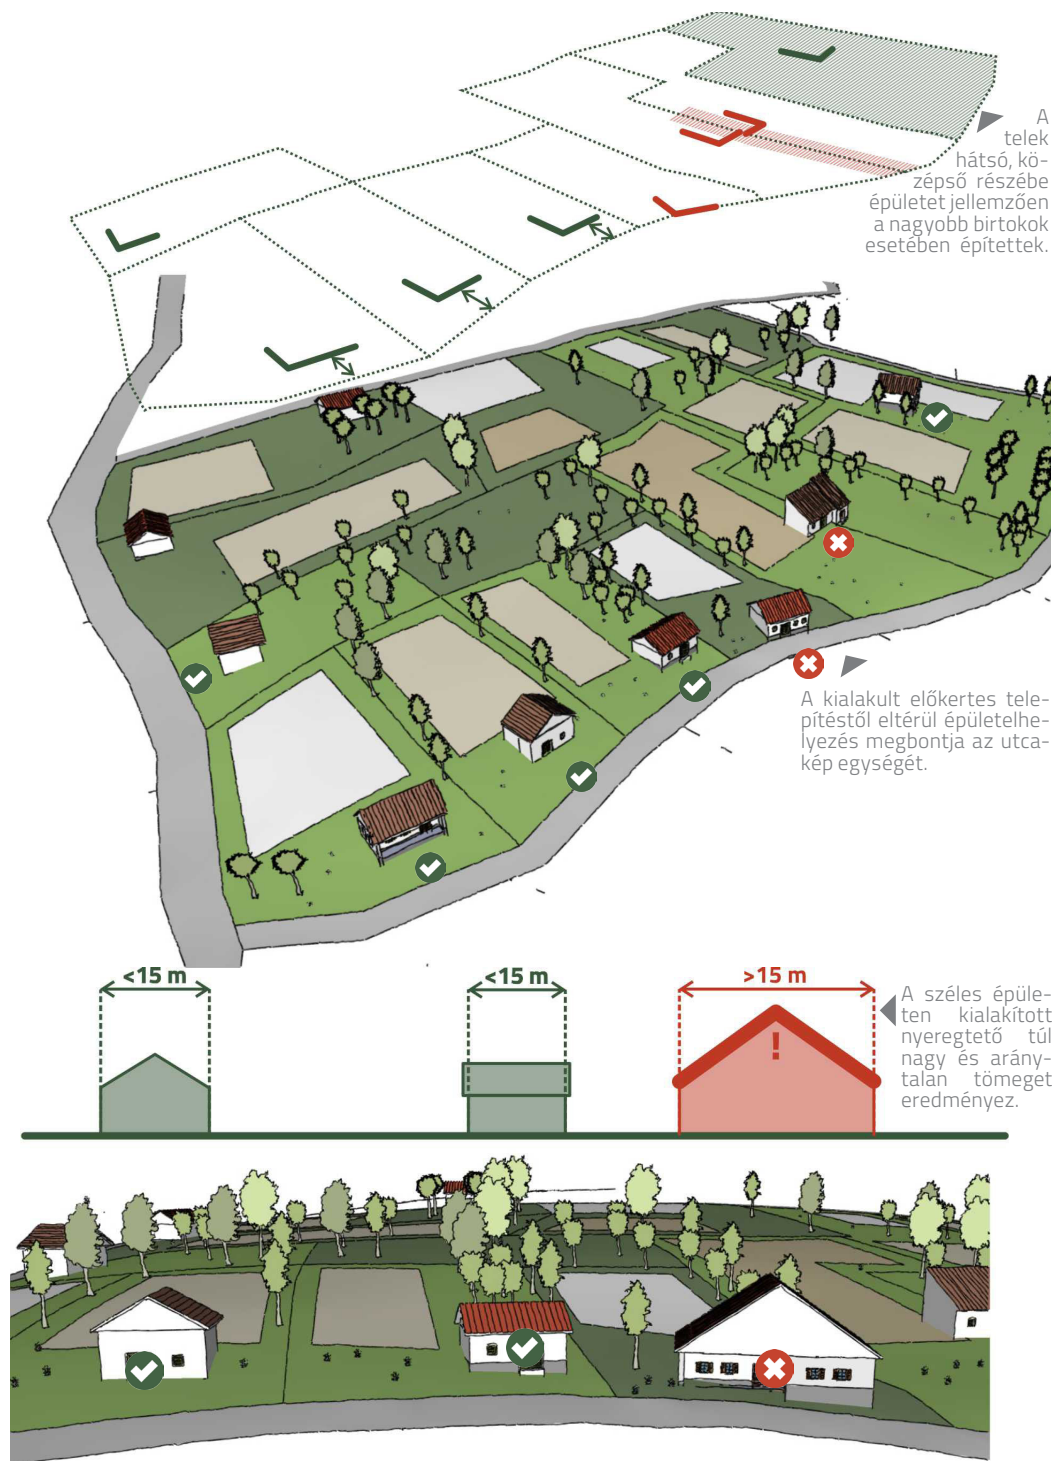 A
telek
hátsó, kö-
zépső részébe
épületet jellemzően
a nagyobb birtokok
esetében építettek.
A kialakult előkertes tele-
pítéstől eltérül épületelhe-
lyezés megbontja az utca-
kép egységét.
<15 m
<15 m
>15 m
A széles épüle-
ten kialakított
nyeregtető túl
nagy és arány-
talan tömeget
eredményez.
!